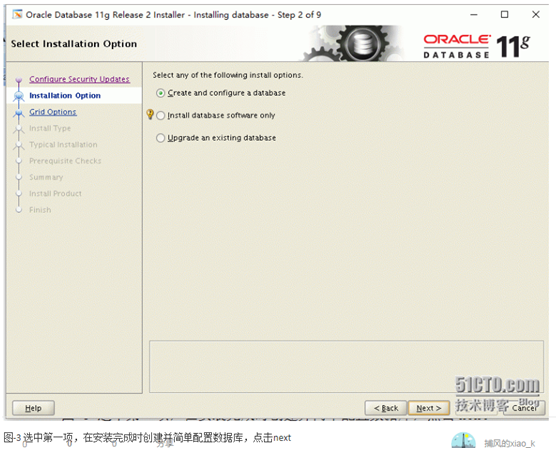 Oracle Database 11g Release 2 Installer - Installing database - Step 2 of 9
Select Installation Option
ORACLE
DATABASE 11g
Configure Security Updates
Installation Option
Grid Options
Install Type
Typical Installation
Prerequisite Checks
Summary
Install Product
Finish
Select any of the following install options.
Create and configure a database
Install database software only
Upgrade an existing database
Help
< Back
Next >
Cancel
51CTO.com
技术博客 Blog
图-3 选中第一项，在安装完成时创建并简单配置数据库，点击next
0 0 0 分享
捕风的xiao_k